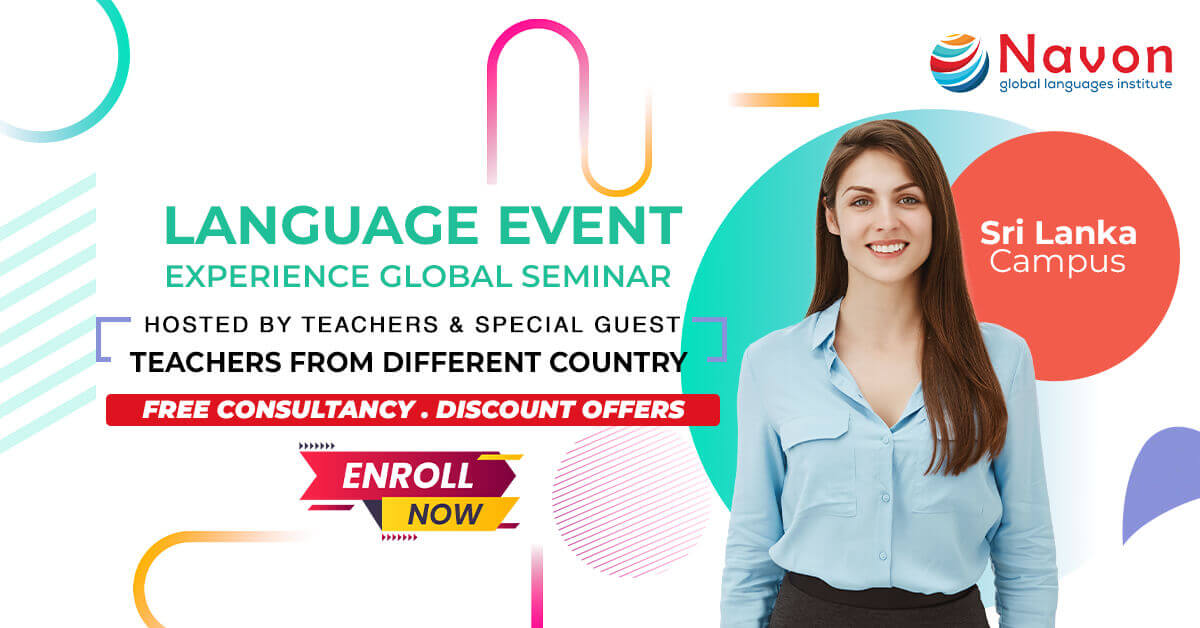 Navon
global languages institute
LANGUAGE EVENT
EXPERIENCE GLOBAL SEMINAR
HOSTED BY TEACHERS & SPECIAL GUEST
TEACHERS FROM DIFFERENT COUNTRY
FREE CONSULTANCY . DISCOUNT OFFERS
ENROLL
NOW
Sri Lanka
Campus